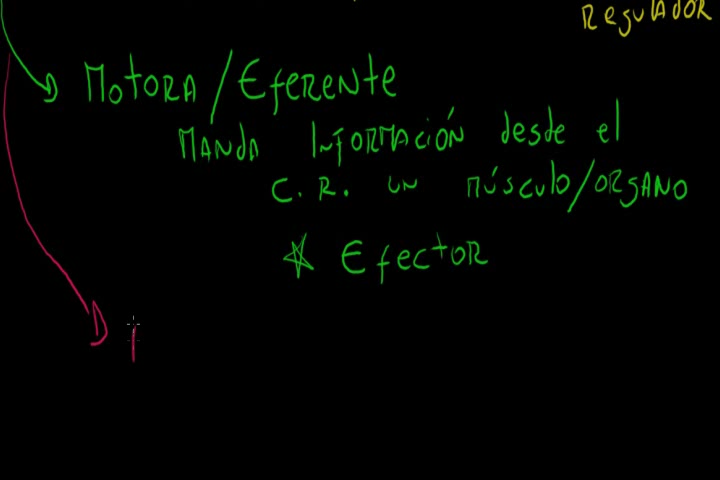 REGULADOR
MOTORA/EFERENTE
MANDA INFORMACIÓN desde el
C.R. UN MÚSCULO/ORGANO
* EFECTOR